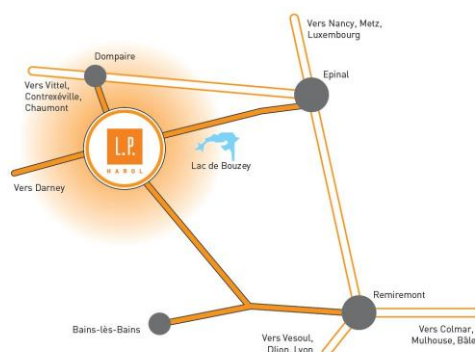 Vers Nancy, Metz,
Luxembourg
Dompaire
Epinal
Vers Vittel,
Contrexéville,
Chaumont
L.P.
HAROL
Lac de Bouzey
Vers Darney
Remiremont
Bains-lès-Bains
Vers Colmar,
Mulhouse, Bâle
Vers Vesoul,
Dijon, Lyon